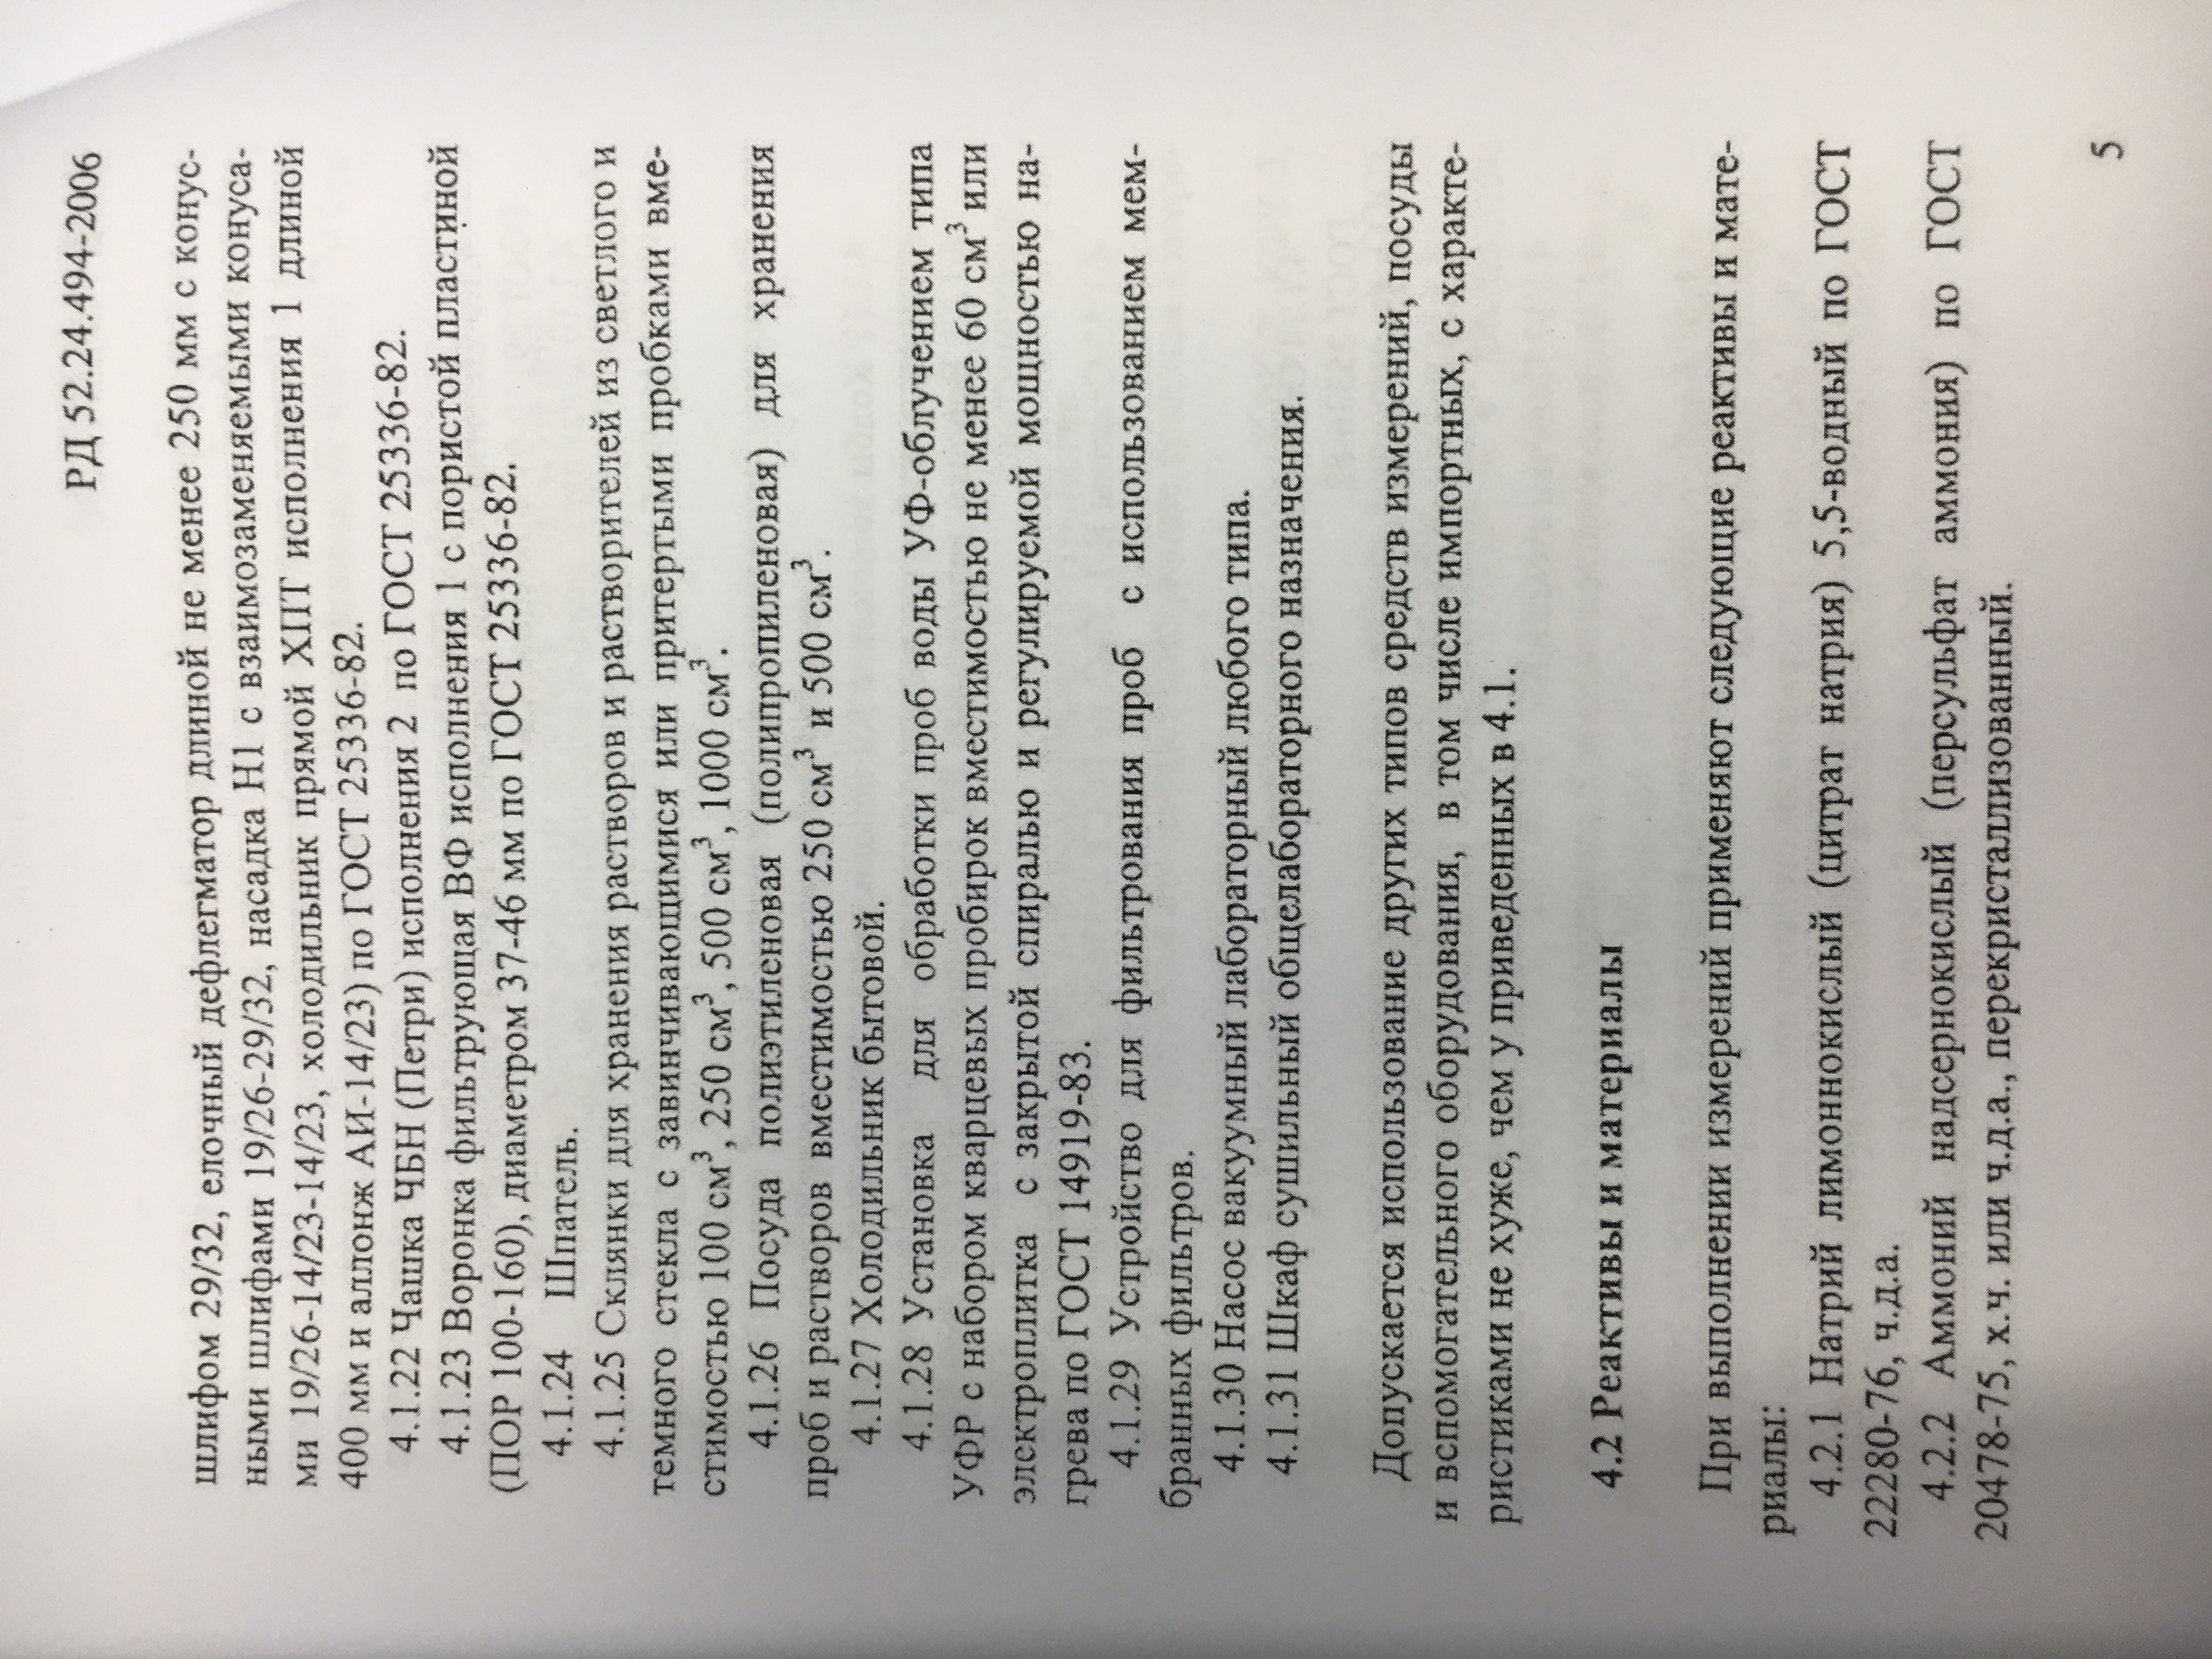 РД 52.24.494-2006
шлифом 29/32, елочный дефлегматор длиной не менее 250 мм с конус-
ными шлифами 19/26-29/32, насадка Н1 с взаимозаменяемыми конуса-
ми 19/26-14/23-14/23, холодильник прямой ХПТ исполнения 1 длиной
400 мм и аллонж АИ-14/23) по ГОСТ 25336-82.
4.1.22 Чашка ЧБН (Петри) исполнения 2 по ГОСТ 25336-82.
4.1.23 Воронка фильтрующая ВФ исполнения 1 с пористой пластиной
(ПОР 100-160), диаметром 37-46 мм по ГОСТ 25336-82.
4.1.24 Шпатель.
4.1.25 Склянки для хранения растворов и растворителей из светлого и
темного стекла с завинчивающимися или притертыми пробками вме-
стимостью 100 см³, 250 см³, 500 см³, 1000 см³.
4.1.26 Посуда полиэтиленовая (полипропиленовая) для хранения
проб и растворов вместимостью 250 см³ и 500 см³.
4.1.27 Холодильник бытовой.
4.1.28 Установка для обработки проб воды УФ-облучением типа
УФР с набором кварцевых пробирок вместимостью не менее 60 см³ или
электроплитка с закрытой спиралью и регулируемой мощностью на-
грева по ГОСТ 14919-83.
4.1.29 Устройство для фильтрования проб с использованием мем-
бранных фильтров.
4.1.30 Насос вакуумный лабораторный любого типа.
4.1.31 Шкаф сушильный общелабораторного назначения.
Допускается использование других типов средств измерений, посуды
и вспомогательного оборудования, в том числе импортных, с характе-
ристиками не хуже, чем у приведенных в 4.1.
4.2 Реактивы и материалы
При выполнении измерений применяют следующие реактивы и мате-
риалы:
4.2.1 Натрий лимоннокислый (цитрат натрия) 5,5-водный по ГОСТ
22280-76, ч.д.а.
4.2.2 Аммоний надсернокислый (персульфат аммония) по ГОСТ
20478-75, х.ч. или ч.д.а., перекристаллизованный.
5